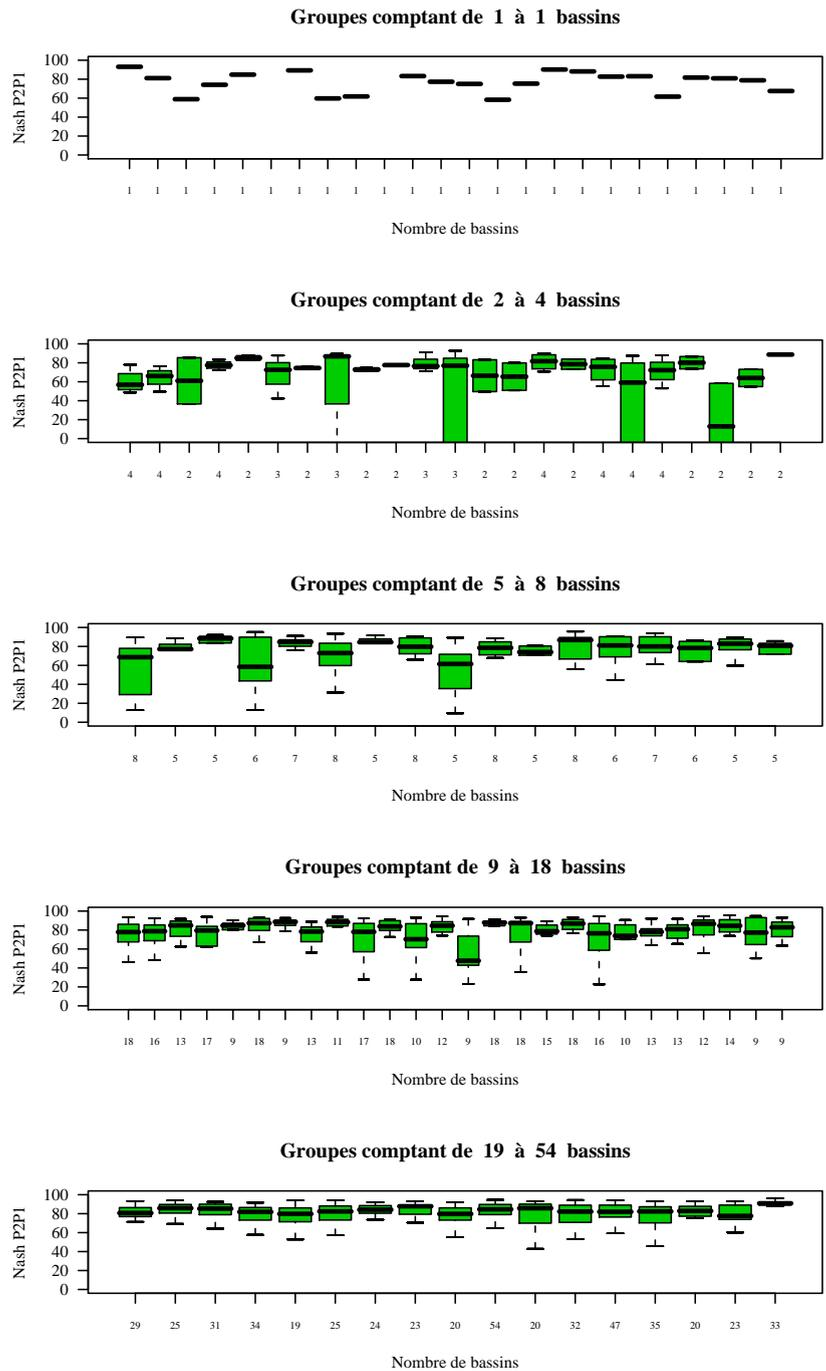 Groupes comptant de 1 à 1 bassins
Nash P2P1
100
80
60
40
20
0
1 1 1 1 1 1 1 1 1 1 1 1 1 1 1 1 1 1 1 1 1 1 1 1
Nombre de bassins
Groupes comptant de 2 à 4 bassins
Nash P2P1
100
80
60
40
20
0
4 4 2 4 2 3 2 3 2 2 3 3 2 2 4 2 4 4 4 2 2 2 2
Nombre de bassins
Groupes comptant de 5 à 8 bassins
Nash P2P1
100
80
60
40
20
0
8 5 5 6 7 8 5 8 5 8 5 8 6 7 6 5 5
Nombre de bassins
Groupes comptant de 9 à 18 bassins
Nash P2P1
100
80
60
40
20
0
18 16 13 17 9 18 9 13 11 17 18 10 12 9 18 18 15 18 16 10 13 13 12 14 9 9
Nombre de bassins
Groupes comptant de 19 à 54 bassins
Nash P2P1
100
80
60
40
20
0
29 25 31 34 19 25 24 23 20 54 20 32 47 35 20 23 33
Nombre de bassins